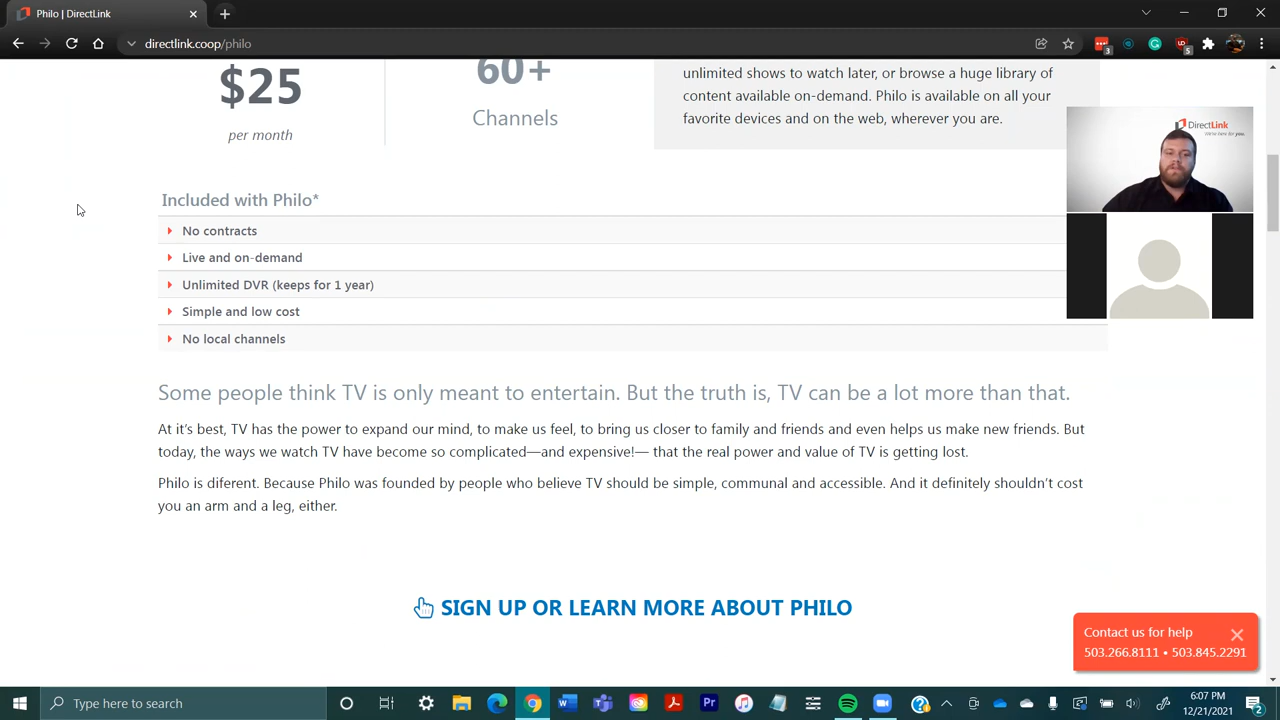 Philo | DirectLink
directlink.coop/philo
3
5
$25
per month
60+
Channels
unlimited shows to watch later, or browse a huge library of
content available on-demand. Philo is available on all your
favorite devices and on the web, wherever you are.
DirectLink
We're here for you.
Included with Philo*
No contracts
Live and on-demand
Unlimited DVR (keeps for 1 year)
Simple and low cost
No local channels
Some people think TV is only meant to entertain. But the truth is, TV can be a lot more than that.
At it's best, TV has the power to expand our mind, to make us feel, to bring us closer to family and friends and even helps us make new friends. But
today, the ways we watch TV have become so complicated—and expensive!— that the real power and value of TV is getting lost.
Philo is diferent. Because Philo was founded by people who believe TV should be simple, communal and accessible. And it definitely shouldn't cost
you an arm and a leg, either.
SIGN UP OR LEARN MORE ABOUT PHILO
Contact us for help
503.266.8111 • 503.845.2291
Type here to search
6:07 PM
12/21/2021
2